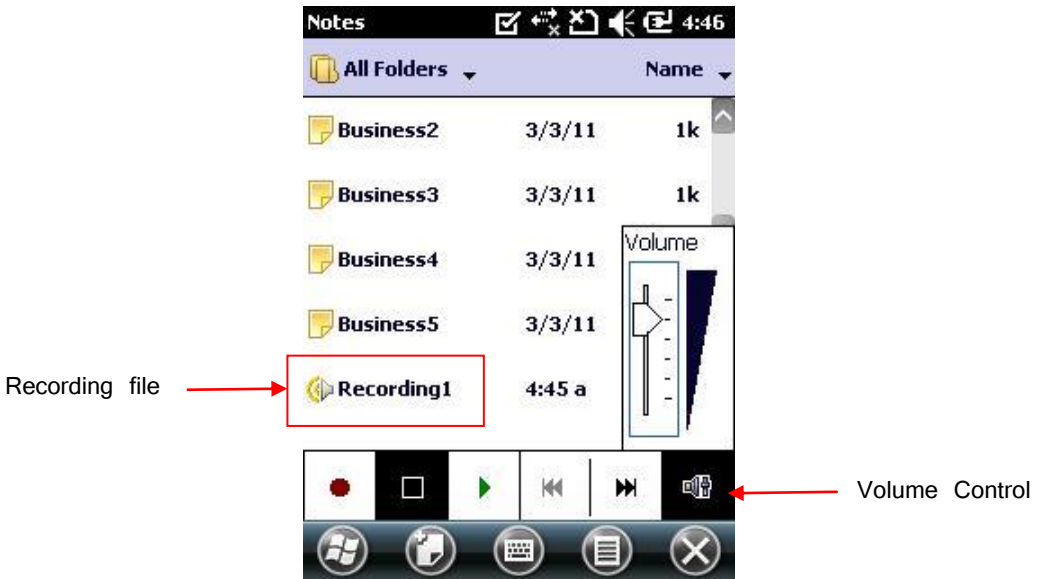 Notes 4:46
All Folders Name
Business2 3/3/11 1k
Business3 3/3/11 1k
Volume
Business4 3/3/11
Business5 3/3/11
Recording file
Recording1 4:45 a
Volume Control